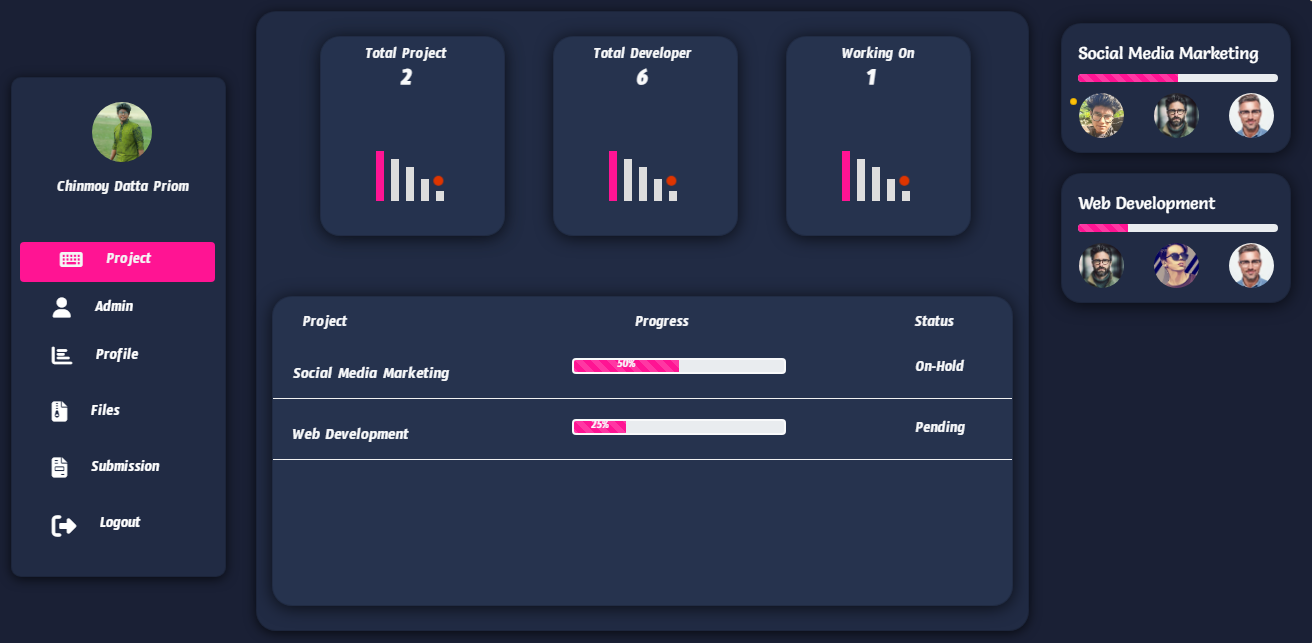 Chinmoy Datta Priom
Project
Admin
Profile
Files
Submission
Logout
Total Project
2
Total Developer
6
Working On
1
Project Progress Status
Social Media Marketing 50% On-Hold
Web Development 25% Pending
Social Media Marketing
Web Development